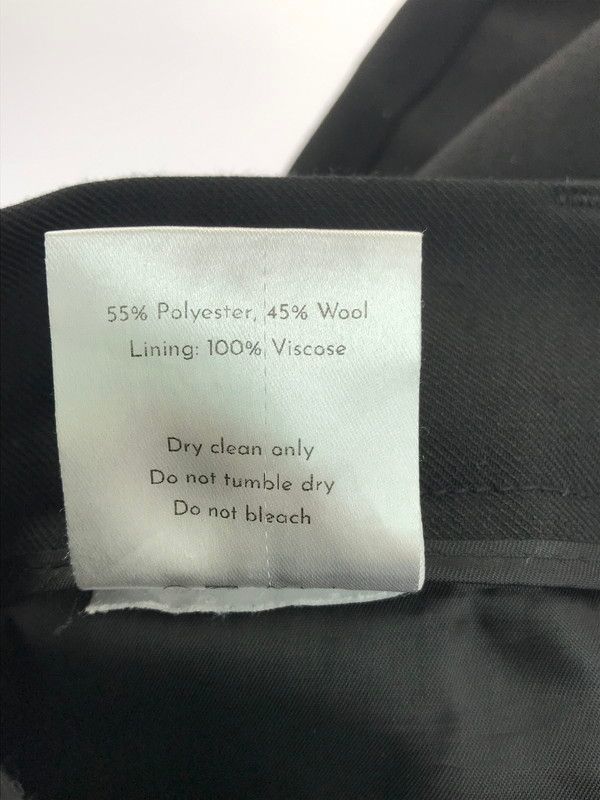 55% Polyester, 45% Wool
Lining: 100% Viscose
Dry clean only
Do not tumble dry
Do not bleach